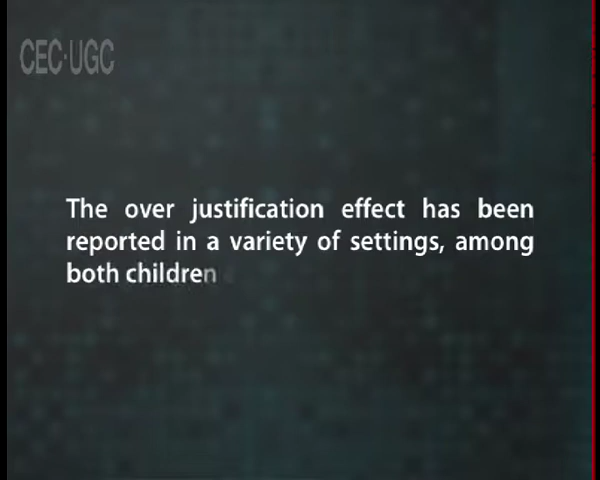 CEC-UGC
The over justification effect has been
reported in a variety of settings, among
both children